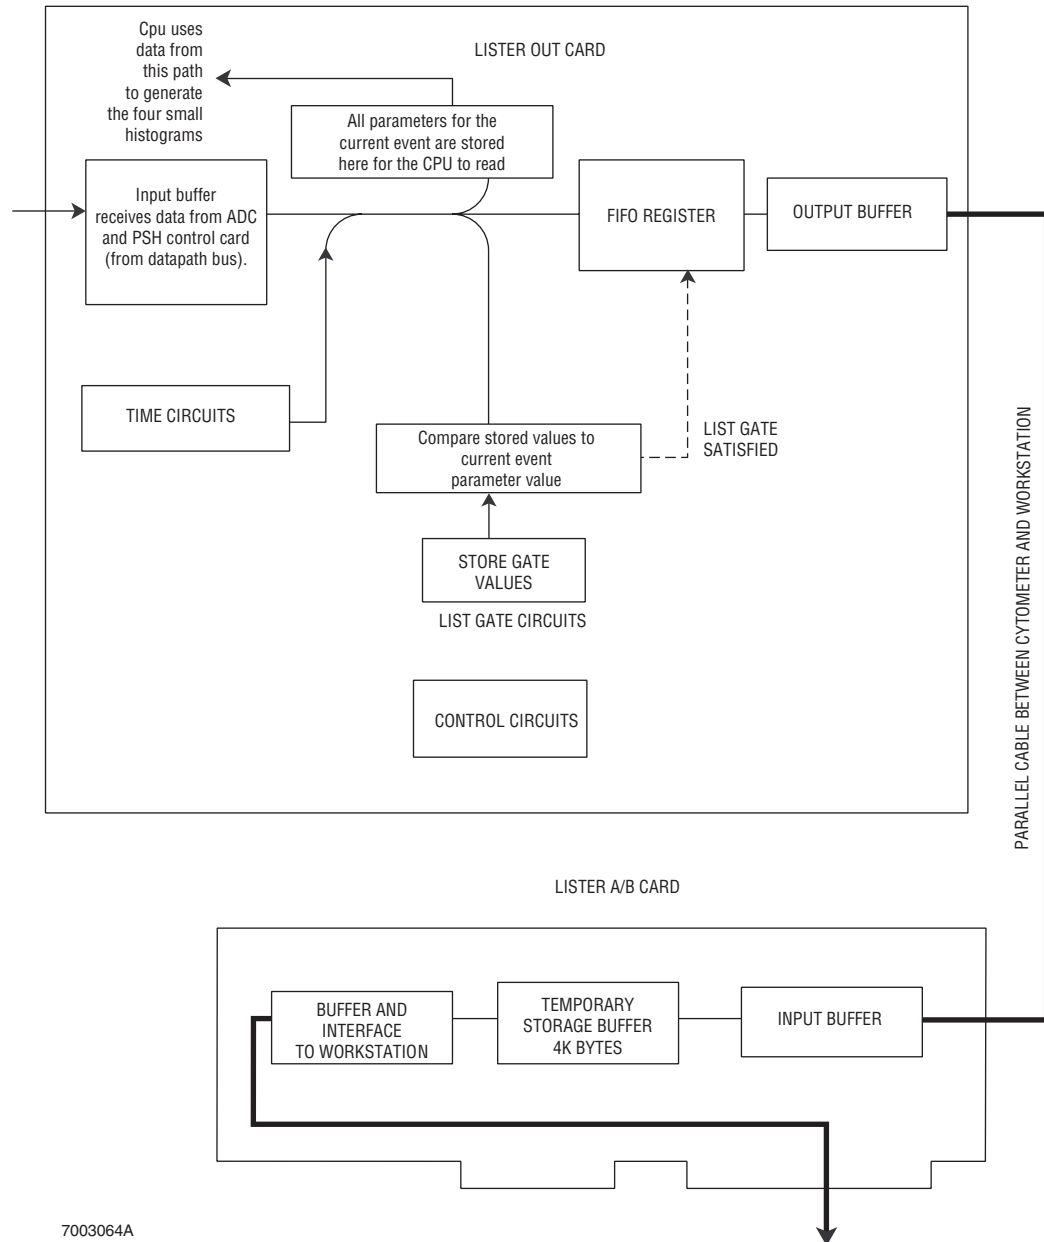 Cpu uses
data from
this path
to generate
the four small
histograms
LISTER OUT CARD
All parameters for the
current event are stored
here for the CPU to read
Input buffer
receives data from ADC
and PSH control card
(from datapath bus).
FIFO REGISTER
OUTPUT BUFFER
TIME CIRCUITS
Compare stored values to
current event
parameter value
LIST GATE
SATISFIED
STORE GATE
VALUES
LIST GATE CIRCUITS
CONTROL CIRCUITS
PARALLEL CABLE BETWEEN CYTOMETER AND WORKSTATION
LISTER A/B CARD
BUFFER AND
INTERFACE
TO WORKSTATION
TEMPORARY
STORAGE BUFFER
4K BYTES
INPUT BUFFER
7003064A